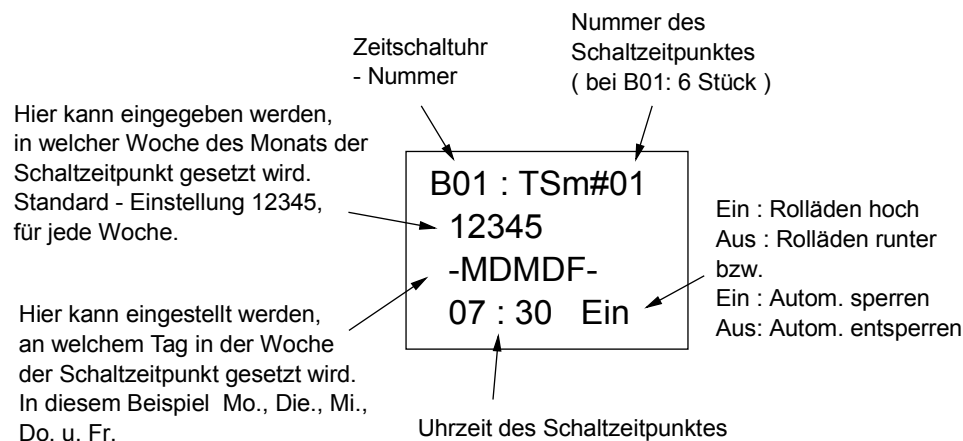 Nummer des
Schaltzeitpunktes
( bei B01: 6 Stück )
Zeitschaltuhr
- Nummer
Hier kann eingegeben werden,
in welcher Woche des Monats der
Schaltzeitpunkt gesetzt wird.
Standard - Einstellung 12345,
für jede Woche.
B01 : TSm#01
12345
-MDMDF-
07 : 30 Ein
Ein : Rolläden hoch
Aus : Rolläden runter
bzw.
Ein : Autom. sperren
Aus: Autom. entsperren
Hier kann eingestellt werden,
an welchem Tag in der Woche
der Schaltzeitpunkt gesetzt wird.
In diesem Beispiel Mo., Die., Mi.,
Do. u. Fr.
Uhrzeit des Schaltzeitpunktes